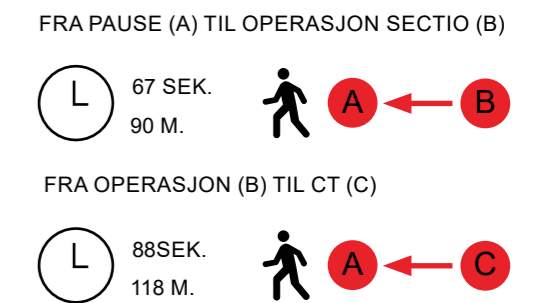 FRA PAUSE (A) TIL OPERASJON SECTIO (B)
67 SEK.
90 M.
A B
FRA OPERASJON (B) TIL CT (C)
88SEK.
118 M.
A C